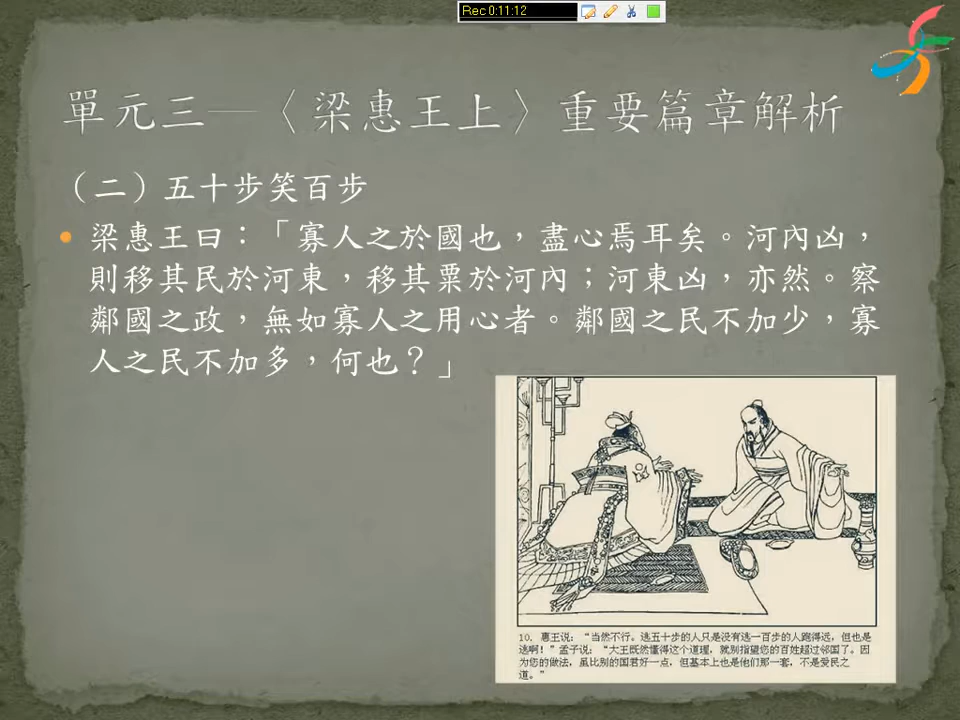 Rec 0:11:12
單元三—〈梁惠王上〉重要篇章解析
（二）五十步笑百步
梁惠王曰：「寡人之於國也，盡心焉耳矣。河內凶，
則移其民於河東，移其粟於河內；河東凶，亦然。察
鄰國之政，無如寡人之用心者。鄰國之民不加少，寡
人之民不加多，何也？」
10. 惠王说：“当然不行。逃五十步的人只是没有逃一百步的人跑得远，但也是
逃啊！”孟子说：“大王既然懂得这个道理，就别指望您的百姓超过邻国了。因
为您的做法，虽比别的国君好一点，但基本上也是他们那一套，不是爱民之
道。”